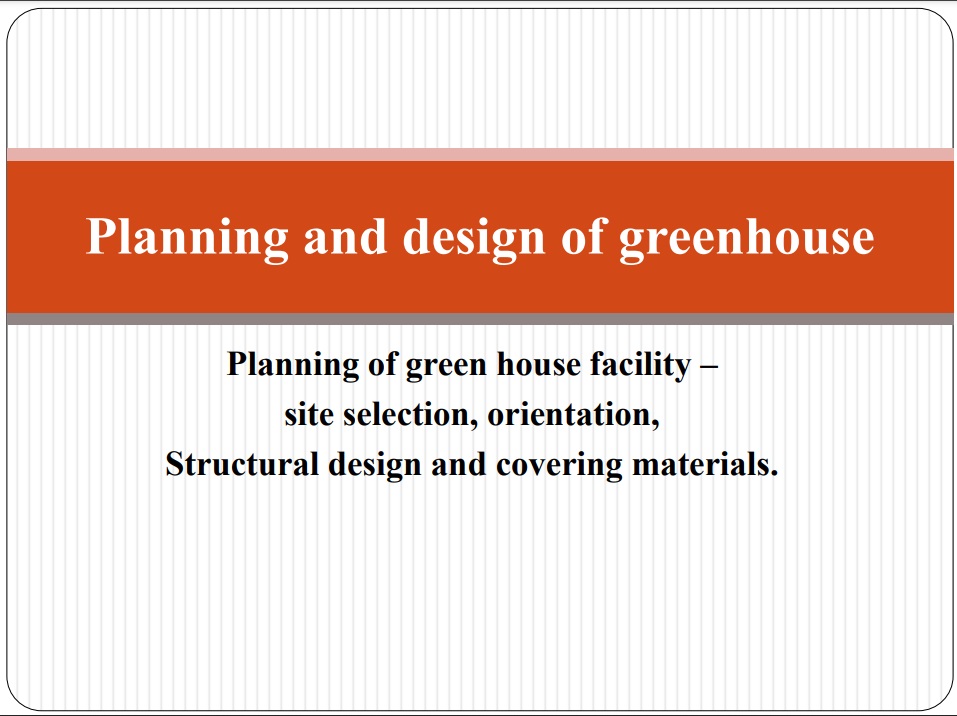 Planning and design of greenhouse
Planning of green house facility –
site selection, orientation,
Structural design and covering materials.